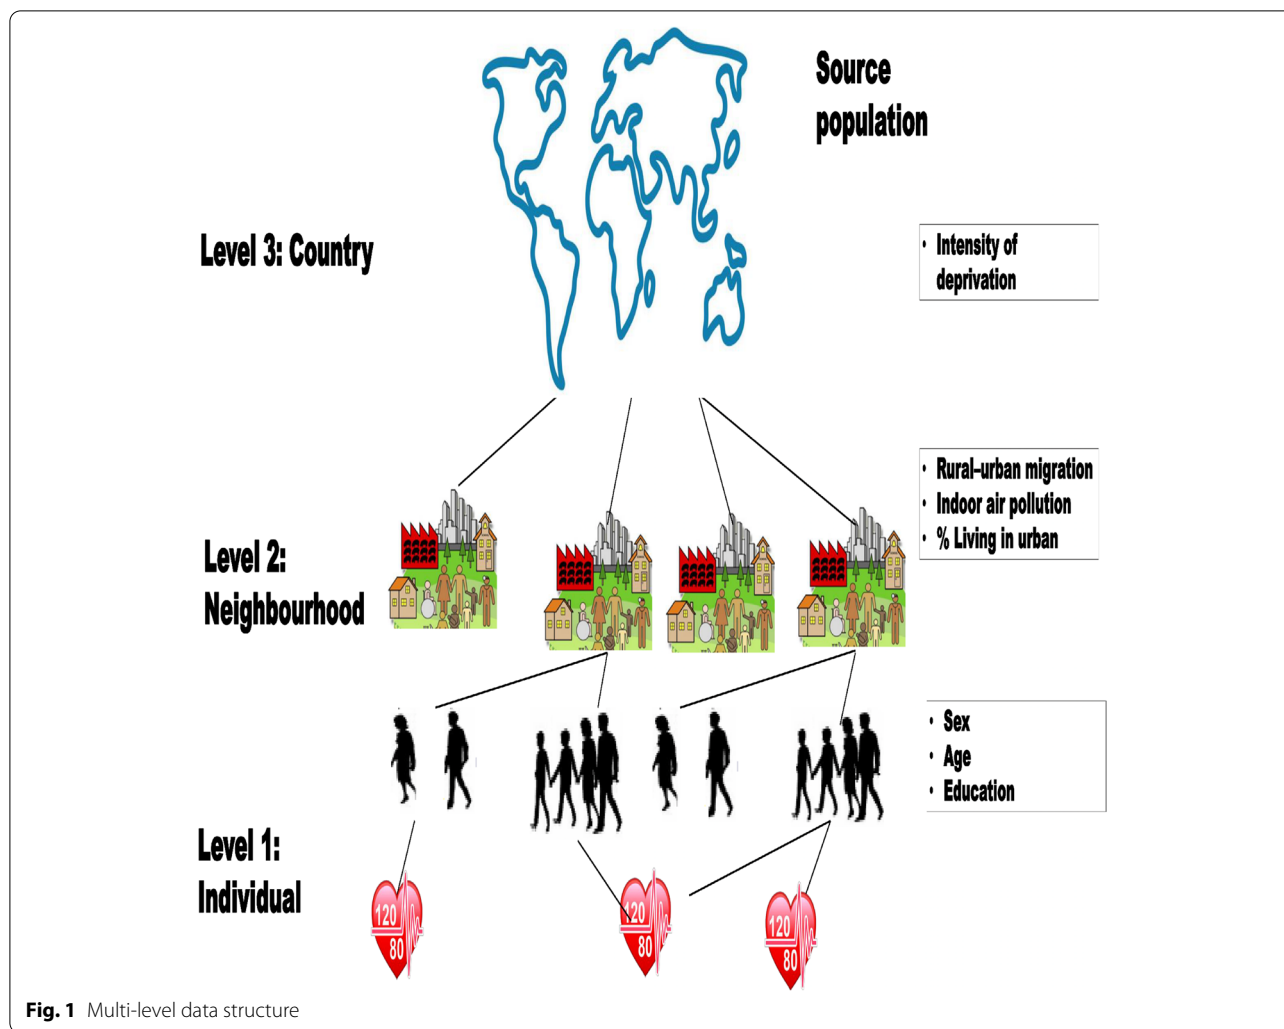 Source
population
Level 3: Country
• Intensity of
deprivation
• Rural–urban migration
• Indoor air pollution
• % Living in urban
Level 2:
Neighbourhood
• Sex
• Age
• Education
Level 1:
Individual
120
80
120
80
120
80
Fig. 1 Multi-level data structure